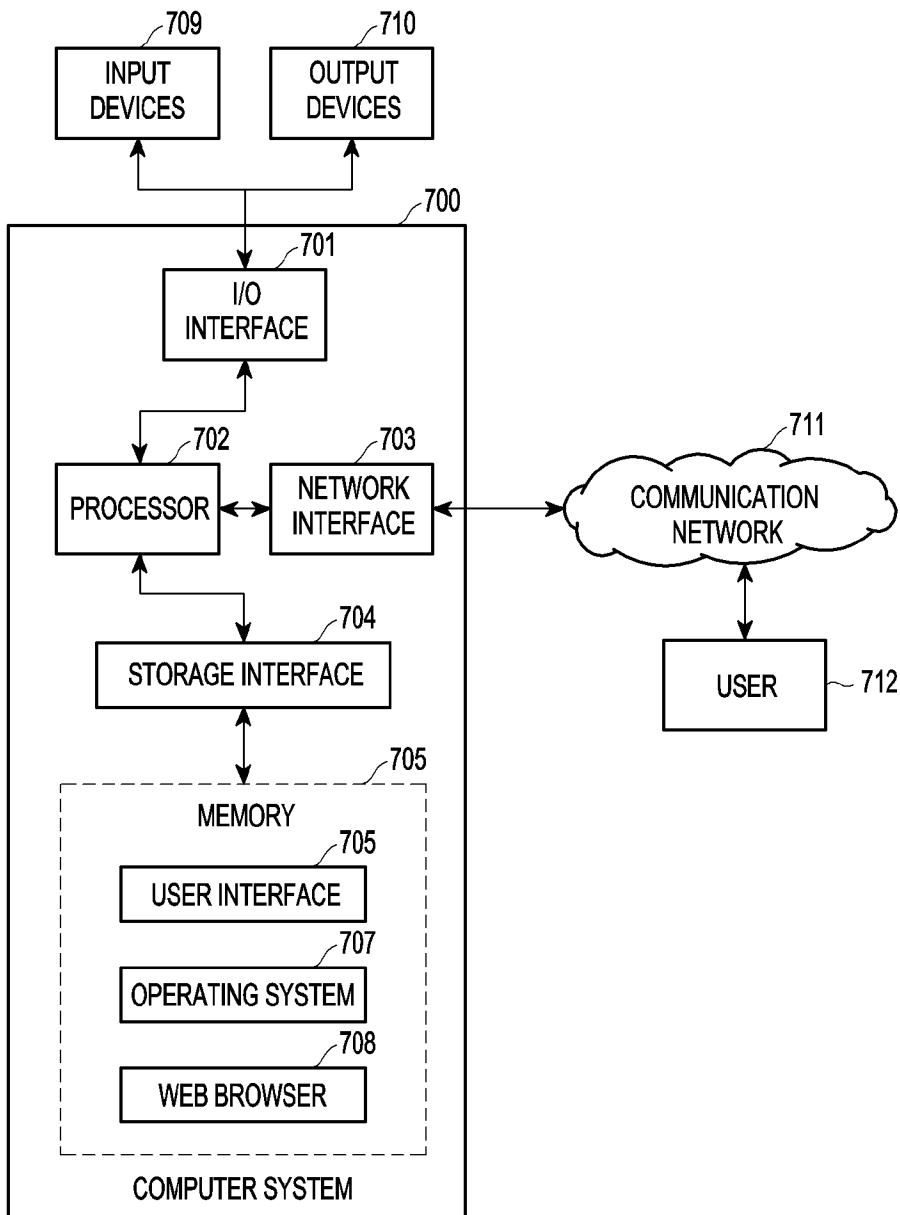 709
INPUT
DEVICES
710
OUTPUT
DEVICES
700
701
I/O
INTERFACE
702
PROCESSOR
703
NETWORK
INTERFACE
711
COMMUNICATION
NETWORK
704
STORAGE INTERFACE
USER
712
705
MEMORY
705
USER INTERFACE
707
OPERATING SYSTEM
708
WEB BROWSER
COMPUTER SYSTEM